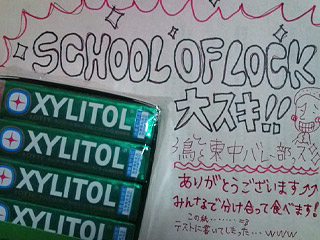 SCHOOL OF LOCK
大スキ!!
XYLITOL
XYLITOL
XYLITOL
XYLITOL
東中バレー部
ありがとうございます
みんなで分け合って食べます!
この紙………
テストに書いてしまった…www